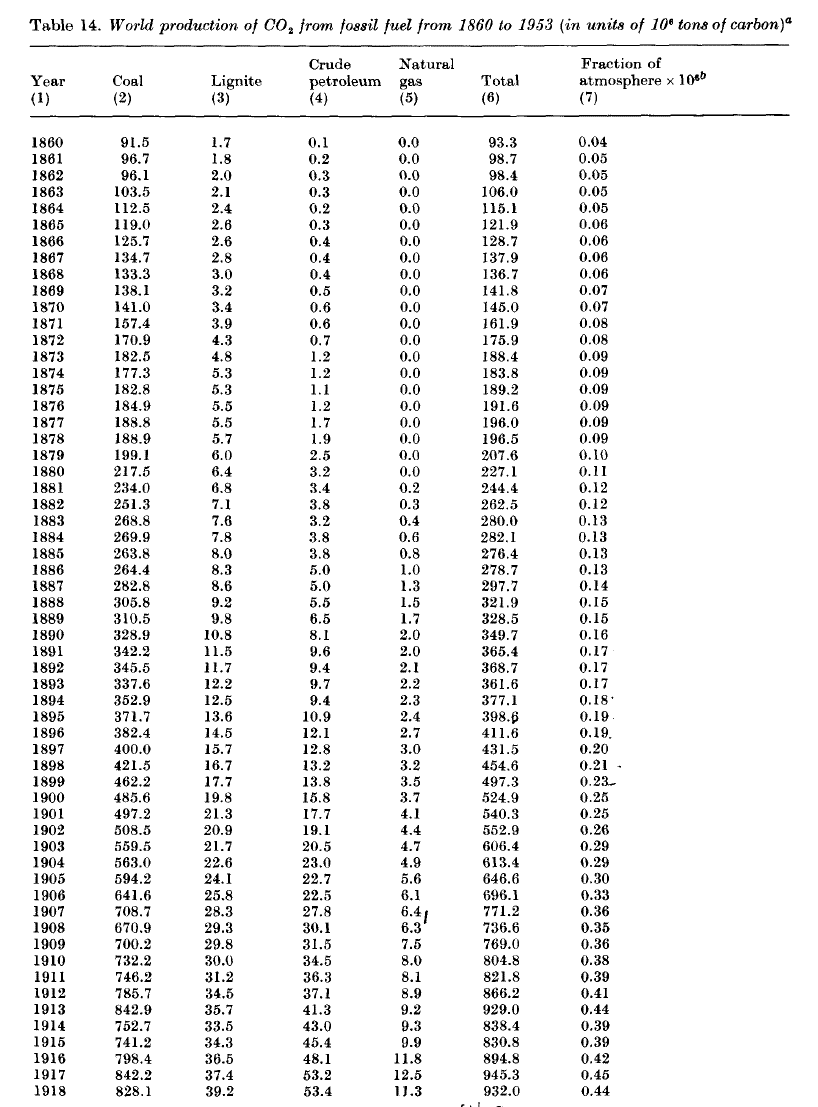 Table 14. World production of CO₂ from fossil fuel from 1860 to 1953 (in units of 10⁶ tons of carbon)ᵃ
Crude Natural Fraction of
Year Coal Lignite petroleum gas Total atmosphere × 10⁶ᵇ
(1) (2) (3) (4) (5) (6) (7)
1860 91.5 1.7 0.1 0.0 93.3 0.04
1861 96.7 1.8 0.2 0.0 98.7 0.05
1862 96.1 2.0 0.3 0.0 98.4 0.05
1863 103.5 2.1 0.3 0.0 106.0 0.05
1864 112.5 2.4 0.2 0.0 115.1 0.05
1865 119.0 2.6 0.3 0.0 121.9 0.06
1866 125.7 2.6 0.4 0.0 128.7 0.06
1867 134.7 2.8 0.4 0.0 137.9 0.06
1868 133.3 3.0 0.4 0.0 136.7 0.06
1869 138.1 3.2 0.5 0.0 141.8 0.07
1870 141.0 3.4 0.6 0.0 145.0 0.07
1871 157.4 3.9 0.6 0.0 161.9 0.08
1872 170.9 4.3 0.7 0.0 175.9 0.08
1873 182.5 4.8 1.2 0.0 188.4 0.09
1874 177.3 5.3 1.2 0.0 183.8 0.09
1875 182.8 5.3 1.1 0.0 189.2 0.09
1876 184.9 5.5 1.2 0.0 191.6 0.09
1877 188.8 5.5 1.7 0.0 196.0 0.09
1878 188.9 5.7 1.9 0.0 196.5 0.09
1879 199.1 6.0 2.5 0.0 207.6 0.10
1880 217.5 6.4 3.2 0.0 227.1 0.11
1881 234.0 6.8 3.4 0.2 244.4 0.12
1882 251.3 7.1 3.8 0.3 262.5 0.12
1883 268.8 7.6 3.2 0.4 280.0 0.13
1884 269.9 7.8 3.8 0.6 282.1 0.13
1885 263.8 8.0 3.8 0.8 276.4 0.13
1886 264.4 8.3 5.0 1.0 278.7 0.13
1887 282.8 8.6 5.0 1.3 297.7 0.14
1888 305.8 9.2 5.5 1.5 321.9 0.15
1889 310.5 9.8 6.5 1.7 328.5 0.15
1890 328.9 10.8 8.1 2.0 349.7 0.16
1891 342.2 11.5 9.6 2.0 365.4 0.17
1892 345.5 11.7 9.4 2.1 368.7 0.17
1893 337.6 12.2 9.7 2.2 361.6 0.17
1894 352.9 12.5 9.4 2.3 377.1 0.18
1895 371.7 13.6 10.9 2.4 398.6 0.19
1896 382.4 14.5 12.1 2.7 411.6 0.19
1897 400.0 15.7 12.8 3.0 431.5 0.20
1898 421.5 16.7 13.2 3.2 454.6 0.21
1899 462.2 17.7 13.8 3.5 497.3 0.23
1900 485.6 19.8 15.8 3.7 524.9 0.25
1901 497.2 21.3 17.7 4.1 540.3 0.25
1902 508.5 20.9 19.1 4.4 552.9 0.26
1903 559.5 21.7 20.5 4.7 606.4 0.29
1904 563.0 22.6 23.0 4.9 613.4 0.29
1905 594.2 24.1 22.7 5.6 646.6 0.30
1906 641.6 25.8 22.5 6.1 696.1 0.33
1907 708.7 28.3 27.8 6.4 771.2 0.36
1908 670.9 29.3 30.1 6.3 736.6 0.35
1909 700.2 29.8 31.5 7.5 769.0 0.36
1910 732.2 30.0 34.5 8.0 804.8 0.38
1911 746.2 31.2 36.3 8.1 821.8 0.39
1912 785.7 34.5 37.1 8.9 866.2 0.41
1913 842.9 35.7 41.3 9.2 929.0 0.44
1914 752.7 33.5 43.0 9.3 838.4 0.39
1915 741.2 34.3 45.4 9.9 830.8 0.39
1916 798.4 36.5 48.1 11.8 894.8 0.42
1917 842.2 37.4 53.2 12.5 945.3 0.45
1918 828.1 39.2 53.4 11.3 932.0 0.44